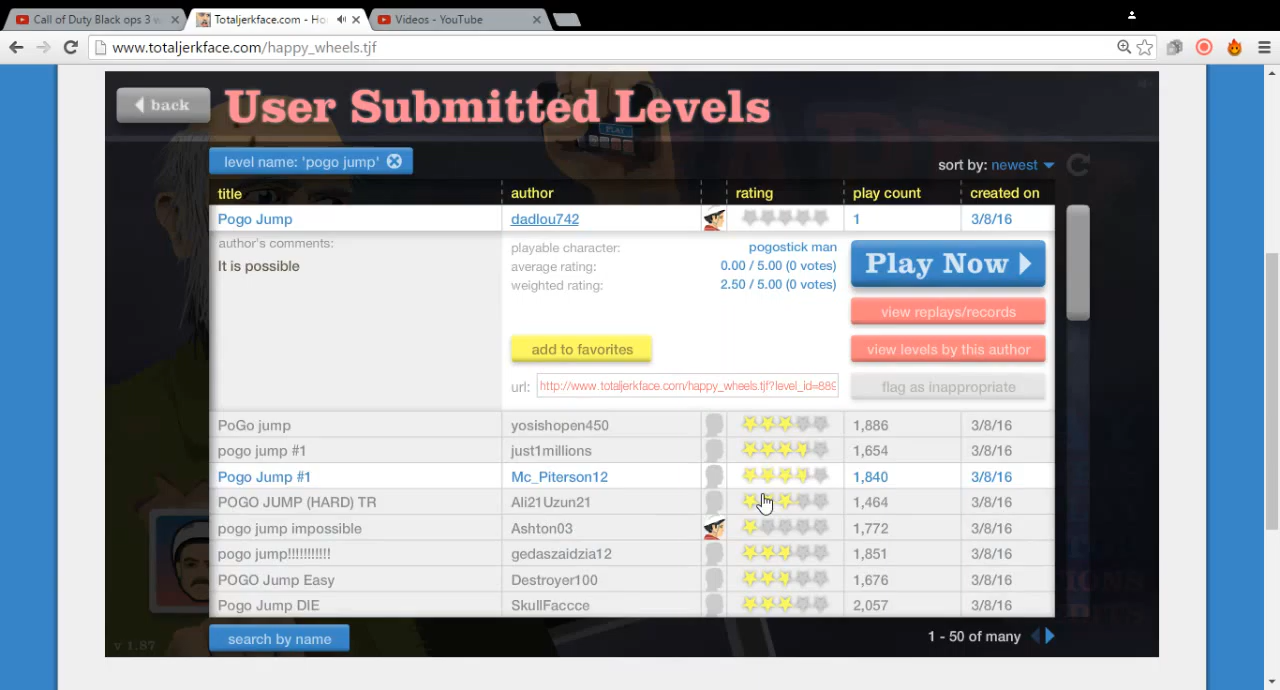 Call of Duty Black ops 3 w
Totaljerkface.com - Ho
Videos - YouTube
www.totaljerkface.com/happy_wheels.tjf
back
User Submitted Levels
level name: 'pogo jump'
sort by: newest
title author rating play count created on
Pogo Jump dadlou742 1 3/8/16
author's comments:
It is possible
playable character: pogostick man
average rating: 0.00 / 5.00 (0 votes)
weighted rating: 2.50 / 5.00 (0 votes)
Play Now
view replays/records
add to favorites
view levels by this author
url: http://www.totaljerkface.com/happy_wheels.tjf?level_id=889
flag as inappropriate
PoGo jump yosishopen450 1,886 3/8/16
pogo jump #1 just1millions 1,654 3/8/16
Pogo Jump #1 Mc_Piterson12 1,840 3/8/16
POGO JUMP (HARD) TR Ali21Uzun21 1,464 3/8/16
pogo jump impossible Ashton03 1,772 3/8/16
pogo jump!!!!!!!!!!! gedaszaidzia12 1,851 3/8/16
POGO Jump Easy Destroyer100 1,676 3/8/16
Pogo Jump DIE SkullFaccce 2,057 3/8/16
search by name
1 - 50 of many
v 1.87